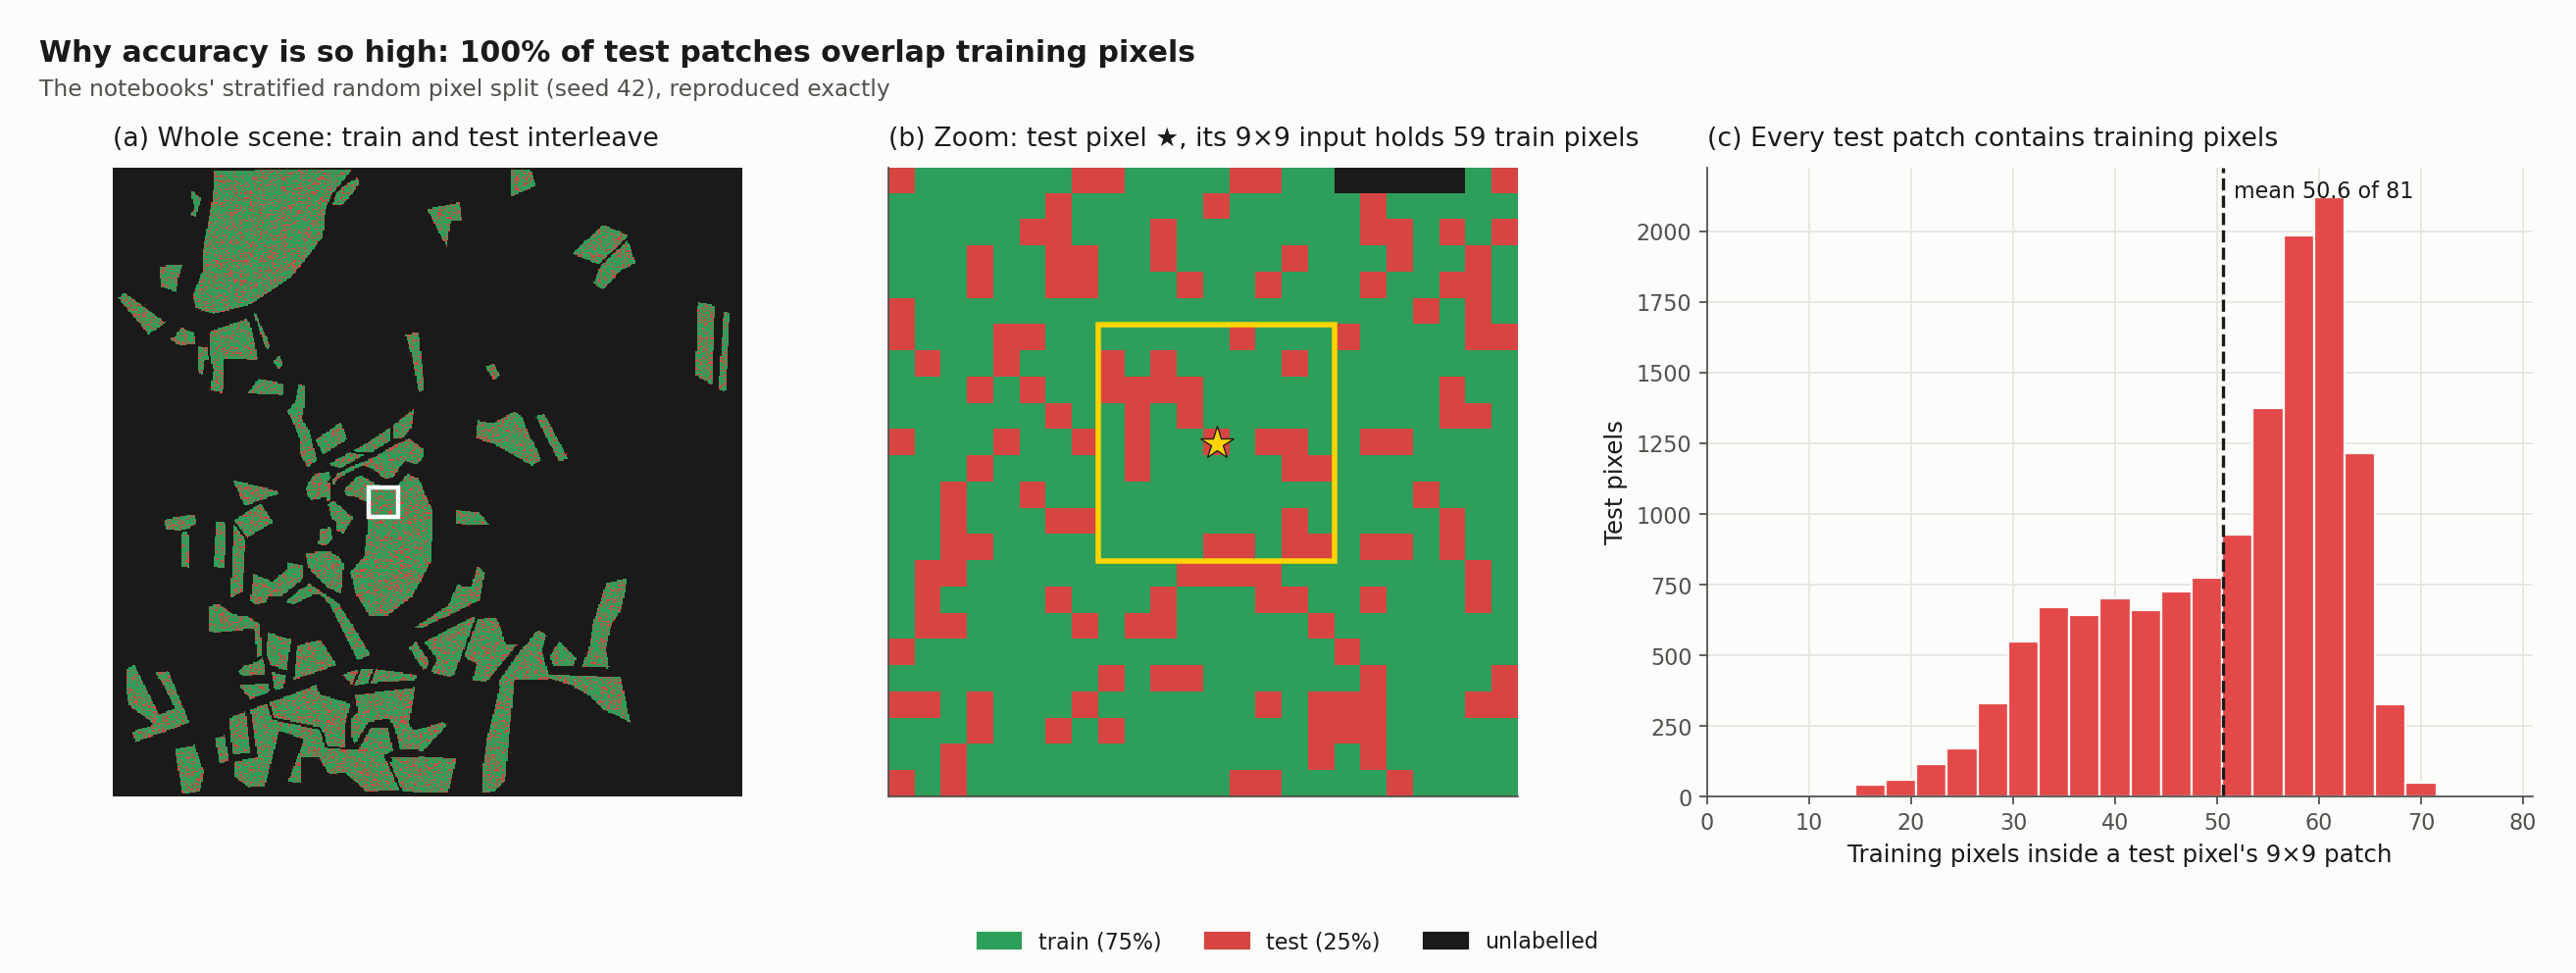 Why accuracy is so high: 100% of test patches overlap training pixels
The notebooks' stratified random pixel split (seed 42), reproduced exactly
(a) Whole scene: train and test interleave
(b) Zoom: test pixel ★, its 9×9 input holds 59 train pixels
(c) Every test patch contains training pixels
mean 50.6 of 81
Test pixels
2000
1750
1500
1250
1000
750
500
250
0
0 10 20 30 40 50 60 70 80
Training pixels inside a test pixel's 9×9 patch
train (75%) test (25%) unlabelled